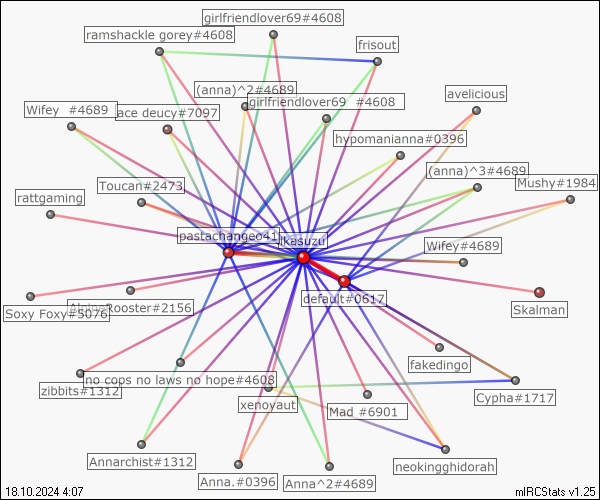 girlfriendlover69#4608
ramshackle gorey#4608
frisout
(anna)^2#4689
avelicious
girlfriendlover69 #4608
Wifey #4689
ace deucy#7097
hypomanianna#0396
(anna)^3#4689
Toucan#2473
Mushy#1984
rattgaming
pastachangeo41
kasuzu
Wifey#4689
default#0617
Soxy Foxy#5076
Rooster#2156
Skalman
fakedingo
no cops no laws no hope#4608
zibbits#1312
Cypha#1717
xenoyaut
Mad #6901
Annarchist#1312
neokingghidorah
Anna.#0396
Anna^2#4689
18.10.2024 4:07
mIRCStats v1.25